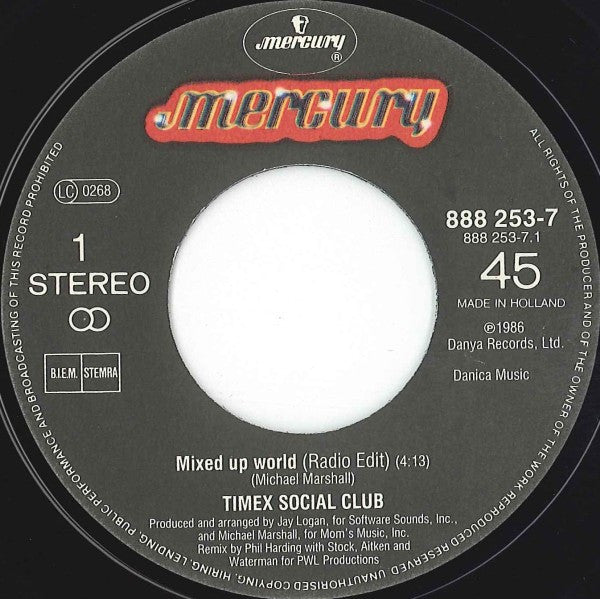 mercury
®
mercury
LC 0268
1
STEREO
B.I.E.M. STEMRA
888 253-7
888 253-7.1
45
MADE IN HOLLAND
℗1986
Danya Records, Ltd.
Danica Music
Mixed up world (Radio Edit) (4:13)
(Michael Marshall)
TIMEX SOCIAL CLUB
Produced and arranged by Jay Logan, for Software Sounds, Inc.,
and Michael Marshall, for Mom's Music, Inc.
Remix by Phil Harding with Stock, Aitken and
Waterman for PWL Productions
ALL RIGHTS OF THE PRODUCER AND OF THE OWNER OF THE WORK REPRODUCED RESERVED. UNAUTHORISED COPYING, HIRING, LENDING, PUBLIC PERFORMANCE AND BROADCASTING OF THIS RECORD PROHIBITED